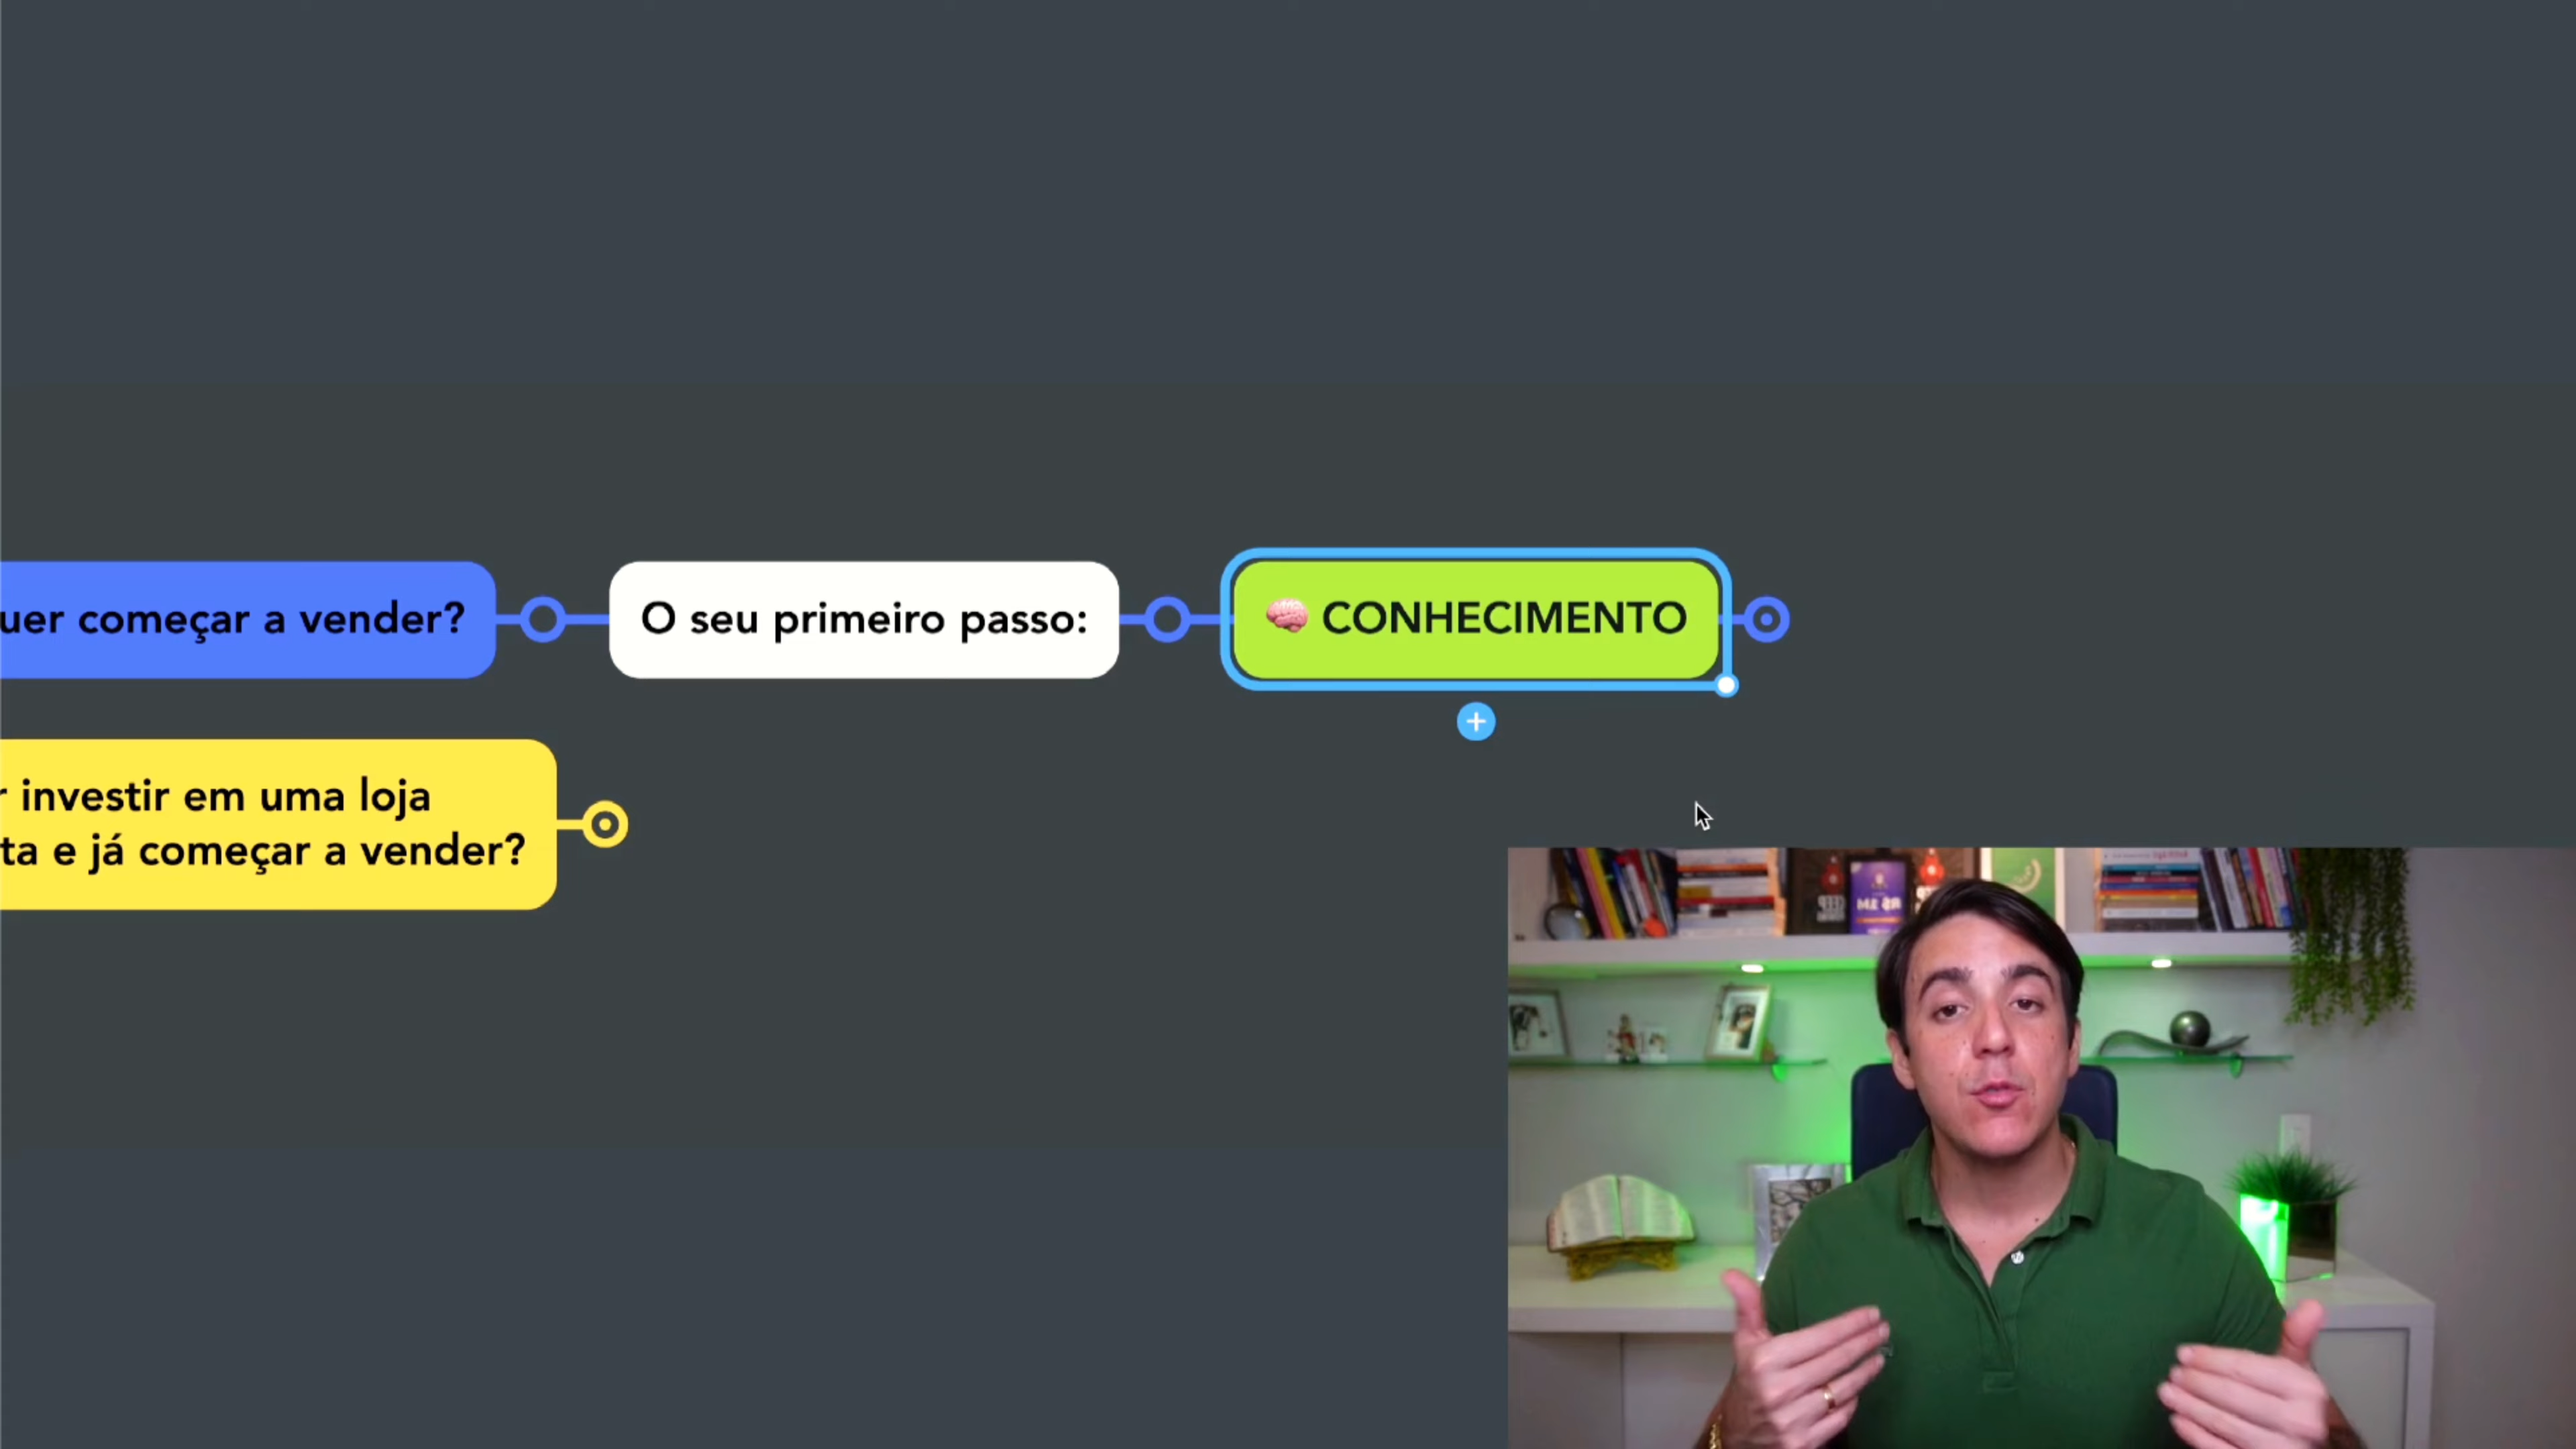 uer começar a vender?
O seu primeiro passo:
🧠 CONHECIMENTO
r investir em uma loja
ta e já começar a vender?